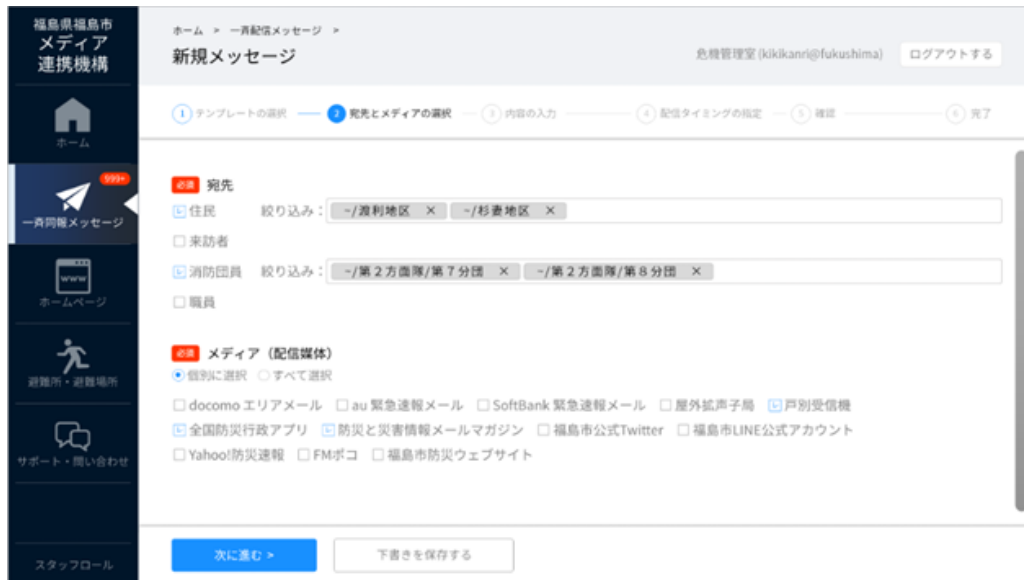 福島県福島市
メディア
連携機構
ホーム
999+
一斉同報メッセージ
www
ホームページ
避難所・避難場所
サポート・問い合わせ
スタッフロール
ホーム > 一斉配信メッセージ >
新規メッセージ
危機管理室 (kikikanri@fukushima)
ログアウトする
1 テンプレートの選択
2 宛先とメディアの選択
3 内容の入力
4 配信タイミングの指定
5 確認
6 完了
必須 宛先
住民 絞り込み： ~/渡利地区 × ~/杉妻地区 ×
来訪者
消防団員 絞り込み： ~/第2方面隊/第7分団 × ~/第2方面隊/第8分団 ×
職員
必須 メディア（配信媒体）
個別に選択 すべて選択
docomo エリアメール au 緊急速報メール SoftBank 緊急速報メール 屋外拡声子局 戸別受信機
全国防災行政アプリ 防災と災害情報メールマガジン 福島市公式Twitter 福島市LINE公式アカウント
Yahoo!防災速報 FMポコ 福島市防災ウェブサイト
次に進む >
下書きを保存する